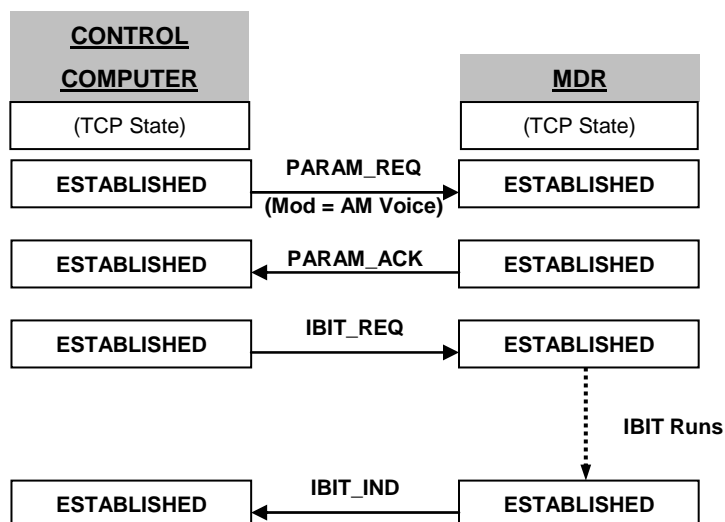 CONTROL
COMPUTER
MDR
(TCP State)
(TCP State)
ESTABLISHED
PARAM_REQ
(Mod = AM Voice)
ESTABLISHED
ESTABLISHED
PARAM_ACK
ESTABLISHED
ESTABLISHED
IBIT_REQ
ESTABLISHED
IBIT Runs
ESTABLISHED
IBIT_IND
ESTABLISHED